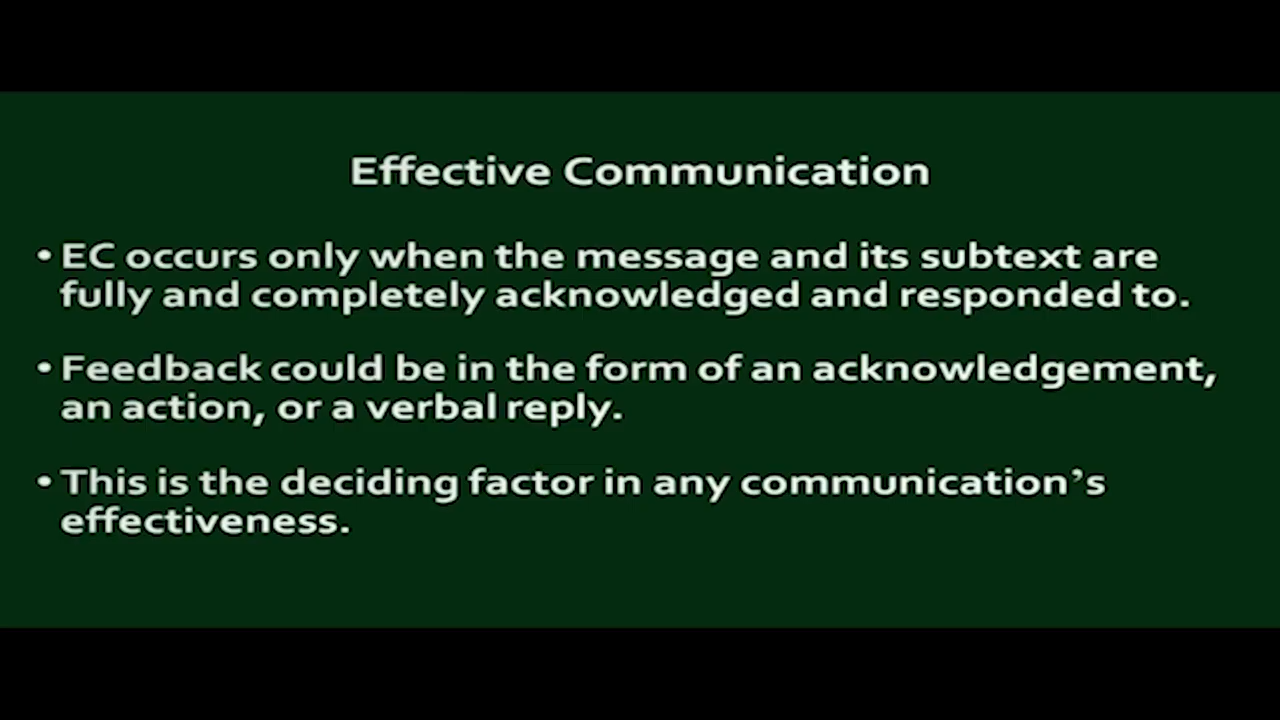 Effective Communication
• EC occurs only when the message and its subtext are
fully and completely acknowledged and responded to.
• Feedback could be in the form of an acknowledgement,
an action, or a verbal reply.
• This is the deciding factor in any communication’s
effectiveness.